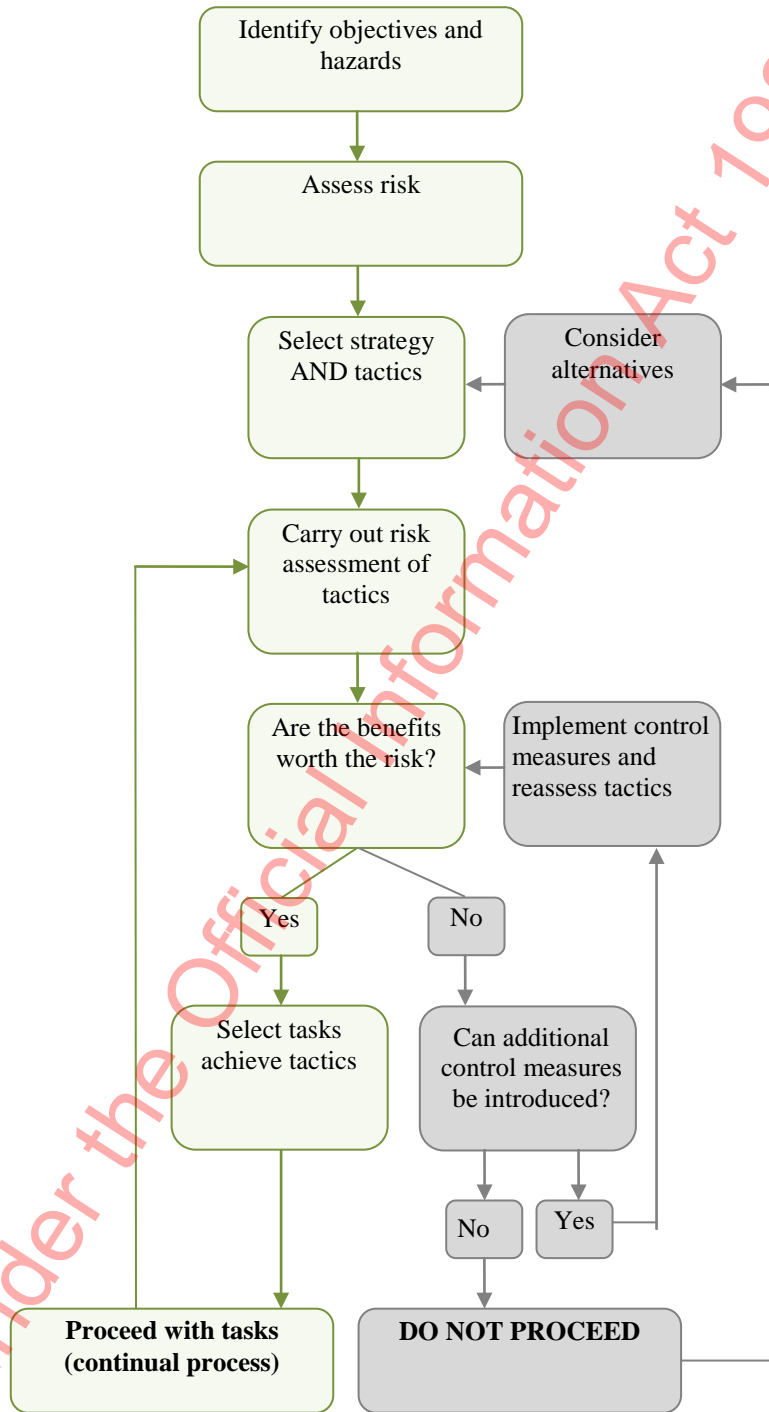 Identify objectives and
hazards
Assess risk
Select strategy
AND tactics
Consider
alternatives
Carry out risk
assessment of
tactics
Are the benefits
worth the risk?
Implement control
measures and
reassess tactics
Yes
No
Select tasks
achieve tactics
Can additional
control measures
be introduced?
No
Yes
Proceed with tasks
(continual process)
DO NOT PROCEED
the Official Information Act